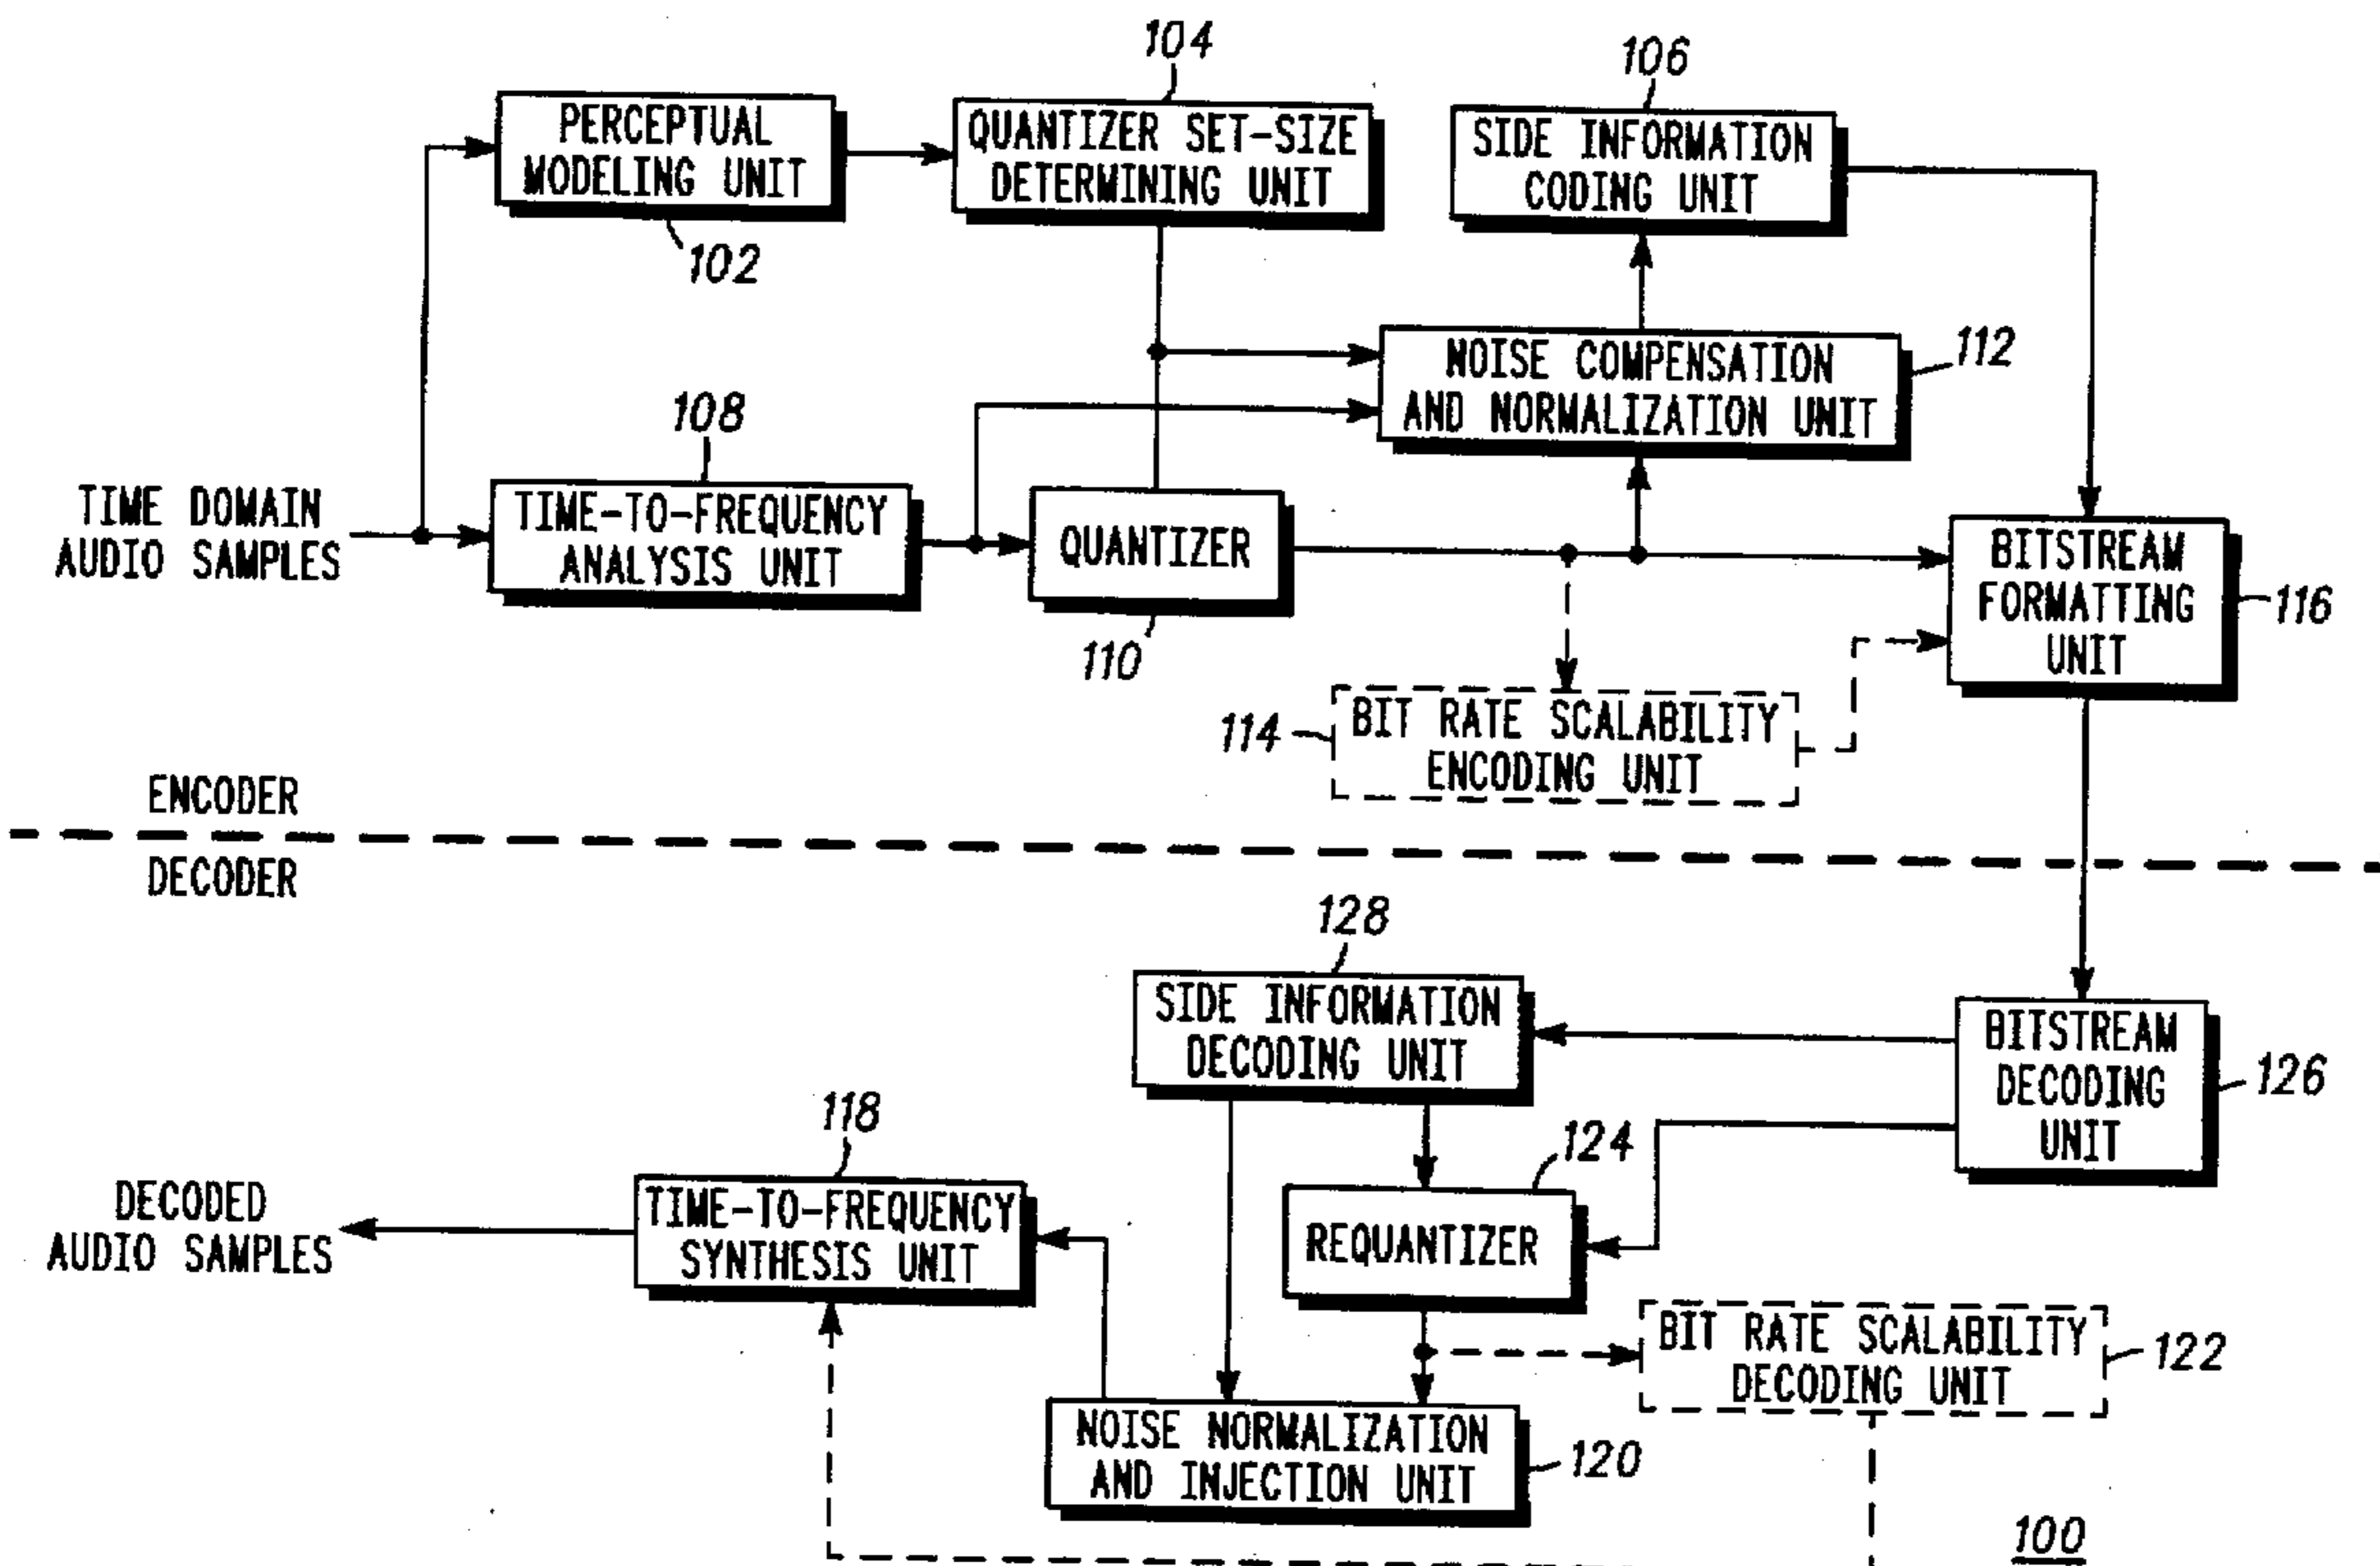 104
106
PERCEPTUAL
MODELING UNIT
QUANTIZER SET-SIZE
DETERMINING UNIT
SIDE INFORMATION
CODING UNIT
102
NOISE COMPENSATION
AND NORMALIZATION UNIT
112
108
TIME DOMAIN
AUDIO SAMPLES
TIME-TO-FREQUENCY
ANALYSIS UNIT
QUANTIZER
BITSTREAM
FORMATTING
UNIT
116
110
114
BIT RATE SCALABILITY
ENCODING UNIT
ENCODER
DECODER
128
SIDE INFORMATION
DECODING UNIT
BITSTREAM
DECODING
UNIT
126
118
124
DECODED
AUDIO SAMPLES
TIME-TO-FREQUENCY
SYNTHESIS UNIT
REQUANTIZER
BIT RATE SCALABILITY
DECODING UNIT
122
NOISE NORMALIZATION
AND INJECTION UNIT
120
100